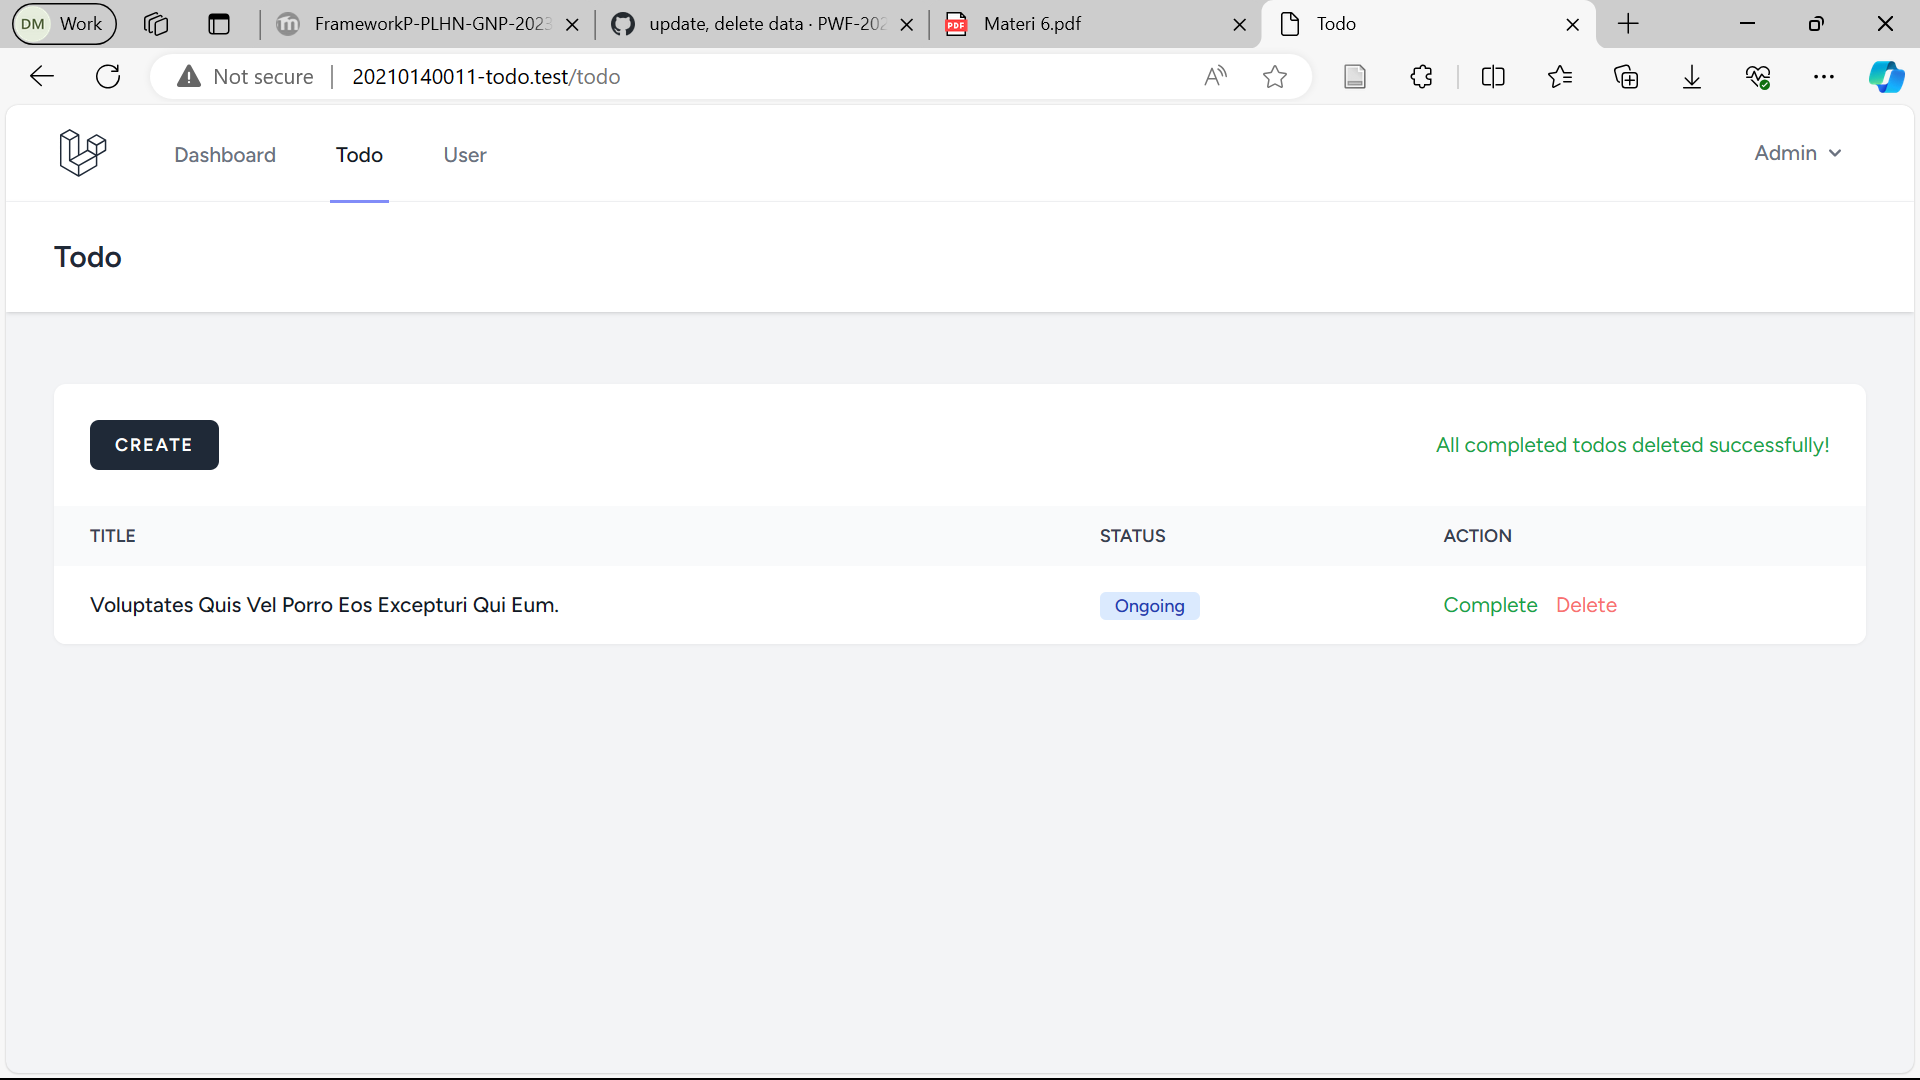 DM Work
FrameworkP-PLHN-GNP-2023
update, delete data · PWF-202
Materi 6.pdf
Todo
Not secure
20210140011-todo.test/todo
Dashboard
Todo
User
Admin
Todo
CREATE
All completed todos deleted successfully!
TITLE STATUS ACTION
Voluptates Quis Vel Porro Eos Excepturi Qui Eum. Ongoing Complete Delete